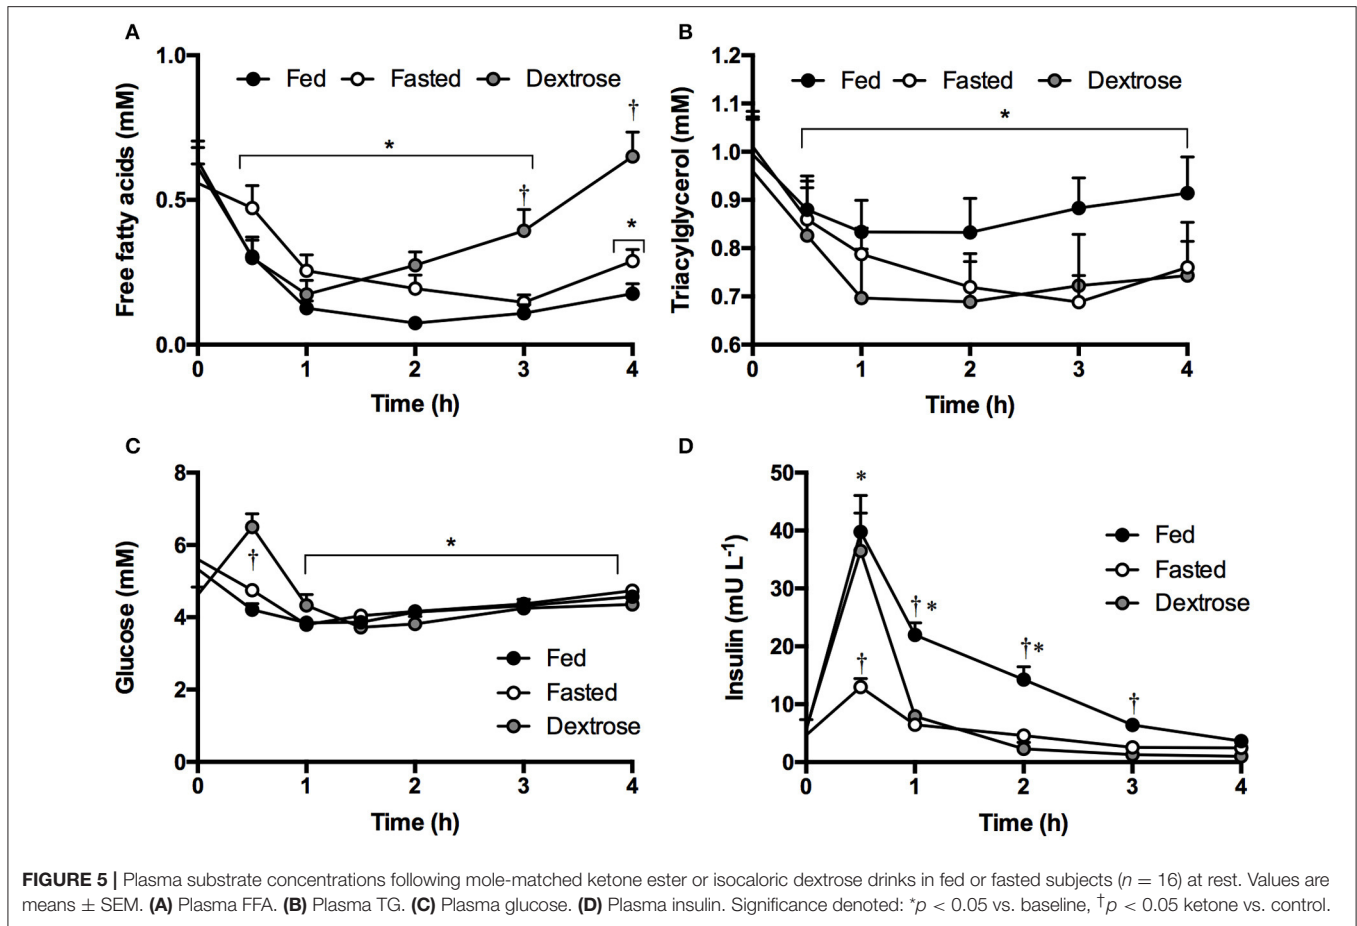 A
1.0
Fed Fasted Dextrose
†
*
†
0.5
*
Free fatty acids (mM)
0.0
0 1 2 3 4
Time (h)
B
1.2
Fed Fasted Dextrose
1.1
*
1.0
0.9
0.8
0.7
0.6
Triacylglycerol (mM)
0 1 2 3 4
Time (h)
C
8
6
*
†
4
Fed
Fasted
2
Dextrose
0
Glucose (mM)
0 1 2 3 4
Time (h)
D
50
*
40
Fed
Fasted
30
Dextrose
†*
20
†*
†
†
10
0
Insulin (mU L-1)
0 1 2 3 4
Time (h)
FIGURE 5 | Plasma substrate concentrations following mole-matched ketone ester or isocaloric dextrose drinks in fed or fasted subjects (n = 16) at rest. Values are
means ± SEM. (A) Plasma FFA. (B) Plasma TG. (C) Plasma glucose. (D) Plasma insulin. Significance denoted: *p < 0.05 vs. baseline, †p < 0.05 ketone vs. control.